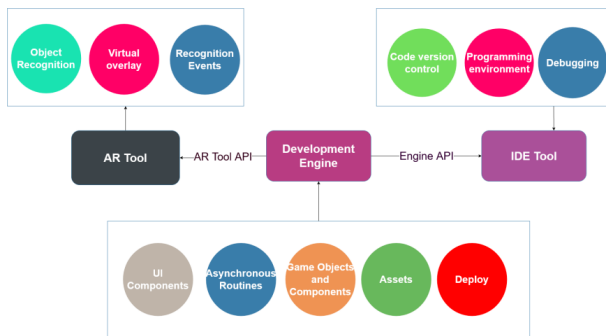 Object
Recognition
Virtual
overlay
Recognition
Events
Code version
control
Programming
environment
Debugging
AR Tool
AR Tool API
Development
Engine
Engine API
IDE Tool
UI
Components
Asynchronous
Routines
Game Objects
and
Components
Assets
Deploy